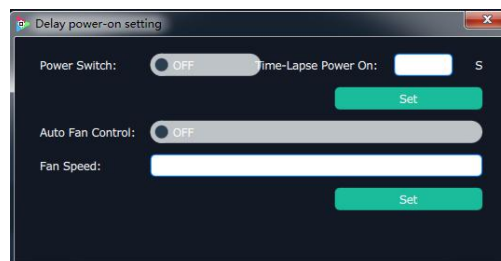 Delay power-on setting
Power Switch: OFF Time-Lapse Power On: S
Set
Auto Fan Control: OFF
Fan Speed:
Set